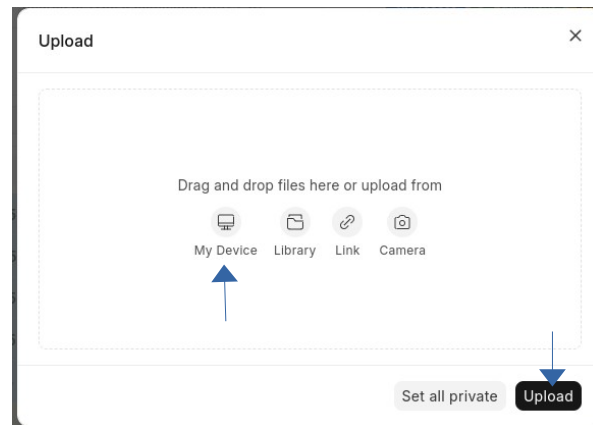 Upload
Drag and drop files here or upload from
My Device Library Link Camera
Set all private Upload